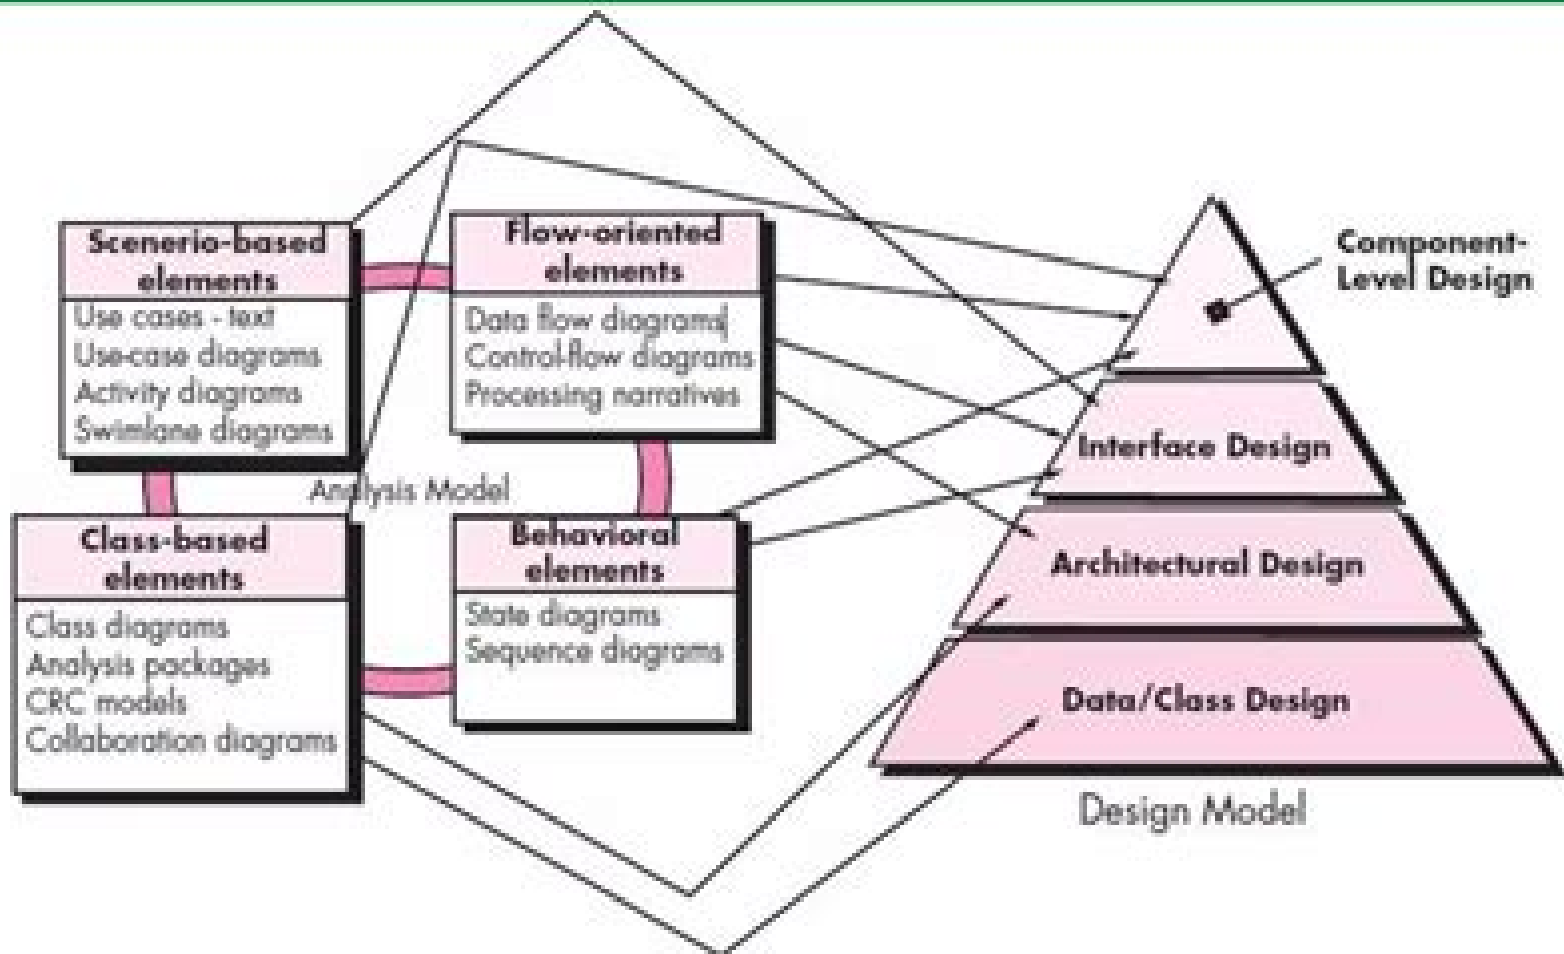 Scenerio-based
elements
Use cases - text
Use-case diagrams
Activity diagrams
Swimlane diagrams
Flow-oriented
elements
Data flow diagrams
Control-flow diagrams
Processing narratives
Analysis Model
Class-based
elements
Class diagrams
Analysis packages
CRC models
Collaboration diagrams
Behavioral
elements
State diagrams
Sequence diagrams
Component-
Level Design
Interface Design
Architectural Design
Data/Class Design
Design Model